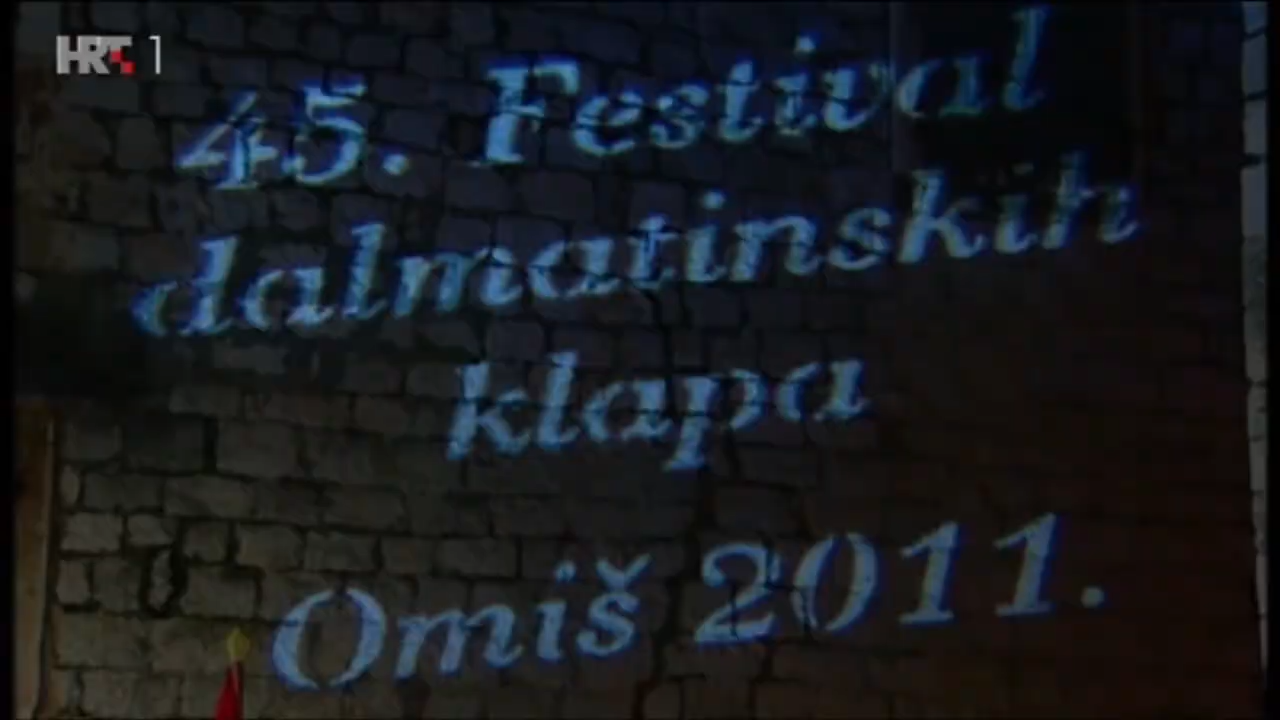 HRT 1
45. Festival
dalmatinskih
klapa
Omiš 2011.